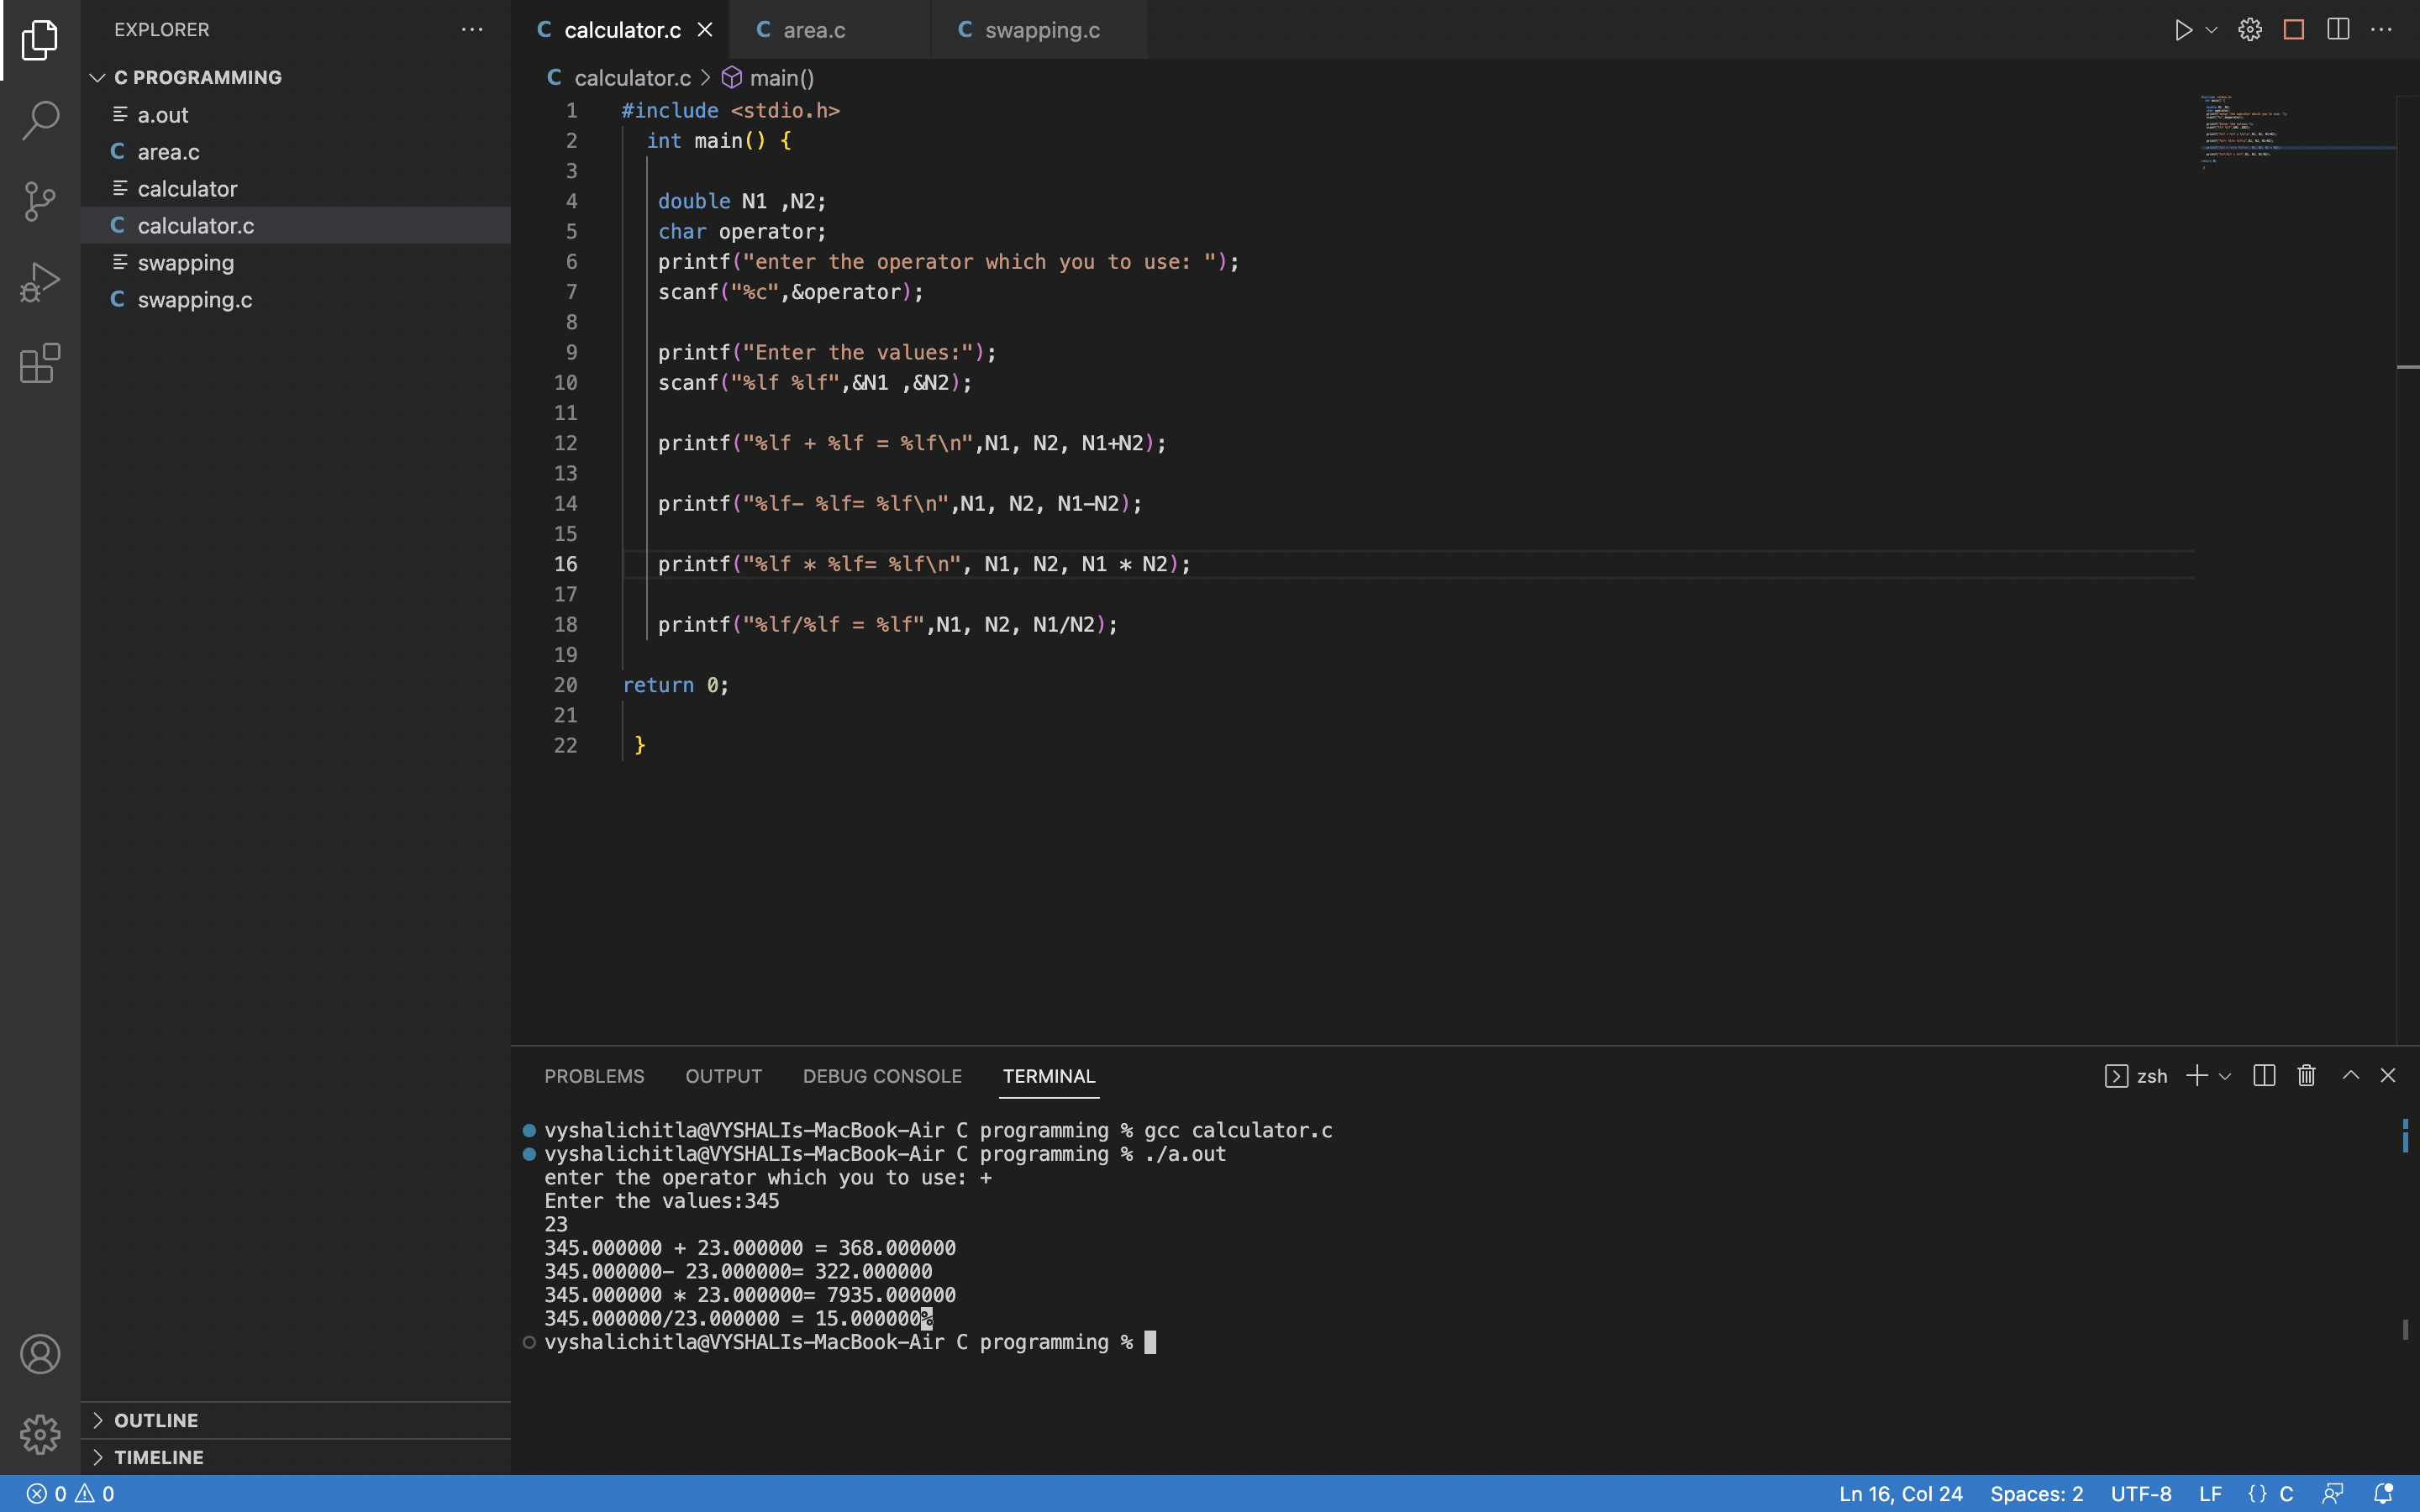 EXPLORER
C PROGRAMMING
a.out
C area.c
calculator
C calculator.c
swapping
C swapping.c
OUTLINE
TIMELINE
C calculator.c
C area.c
C swapping.c
C calculator.c > main()
1 #include <stdio.h>
2 int main() {
3
4 double N1 ,N2;
5 char operator;
6 printf("enter the operator which you to use: ");
7 scanf("%c",&operator);
8
9 printf("Enter the values:");
10 scanf("%lf %lf",&N1 ,&N2);
11
12 printf("%lf + %lf = %lf\n",N1, N2, N1+N2);
13
14 printf("%lf- %lf= %lf\n",N1, N2, N1-N2);
15
16 printf("%lf * %lf= %lf\n", N1, N2, N1 * N2);
17
18 printf("%lf/%lf = %lf",N1, N2, N1/N2);
19
20 return 0;
21
22 }
PROBLEMS OUTPUT DEBUG CONSOLE TERMINAL
zsh
vyshalichitla@VYSHALIs-MacBook-Air C programming % gcc calculator.c
vyshalichitla@VYSHALIs-MacBook-Air C programming % ./a.out
enter the operator which you to use: +
Enter the values:345
23
345.000000 + 23.000000 = 368.000000
345.000000- 23.000000= 322.000000
345.000000 * 23.000000= 7935.000000
345.000000/23.000000 = 15.000000%
vyshalichitla@VYSHALIs-MacBook-Air C programming %
0 0 Ln 16, Col 24 Spaces: 2 UTF-8 LF {} C